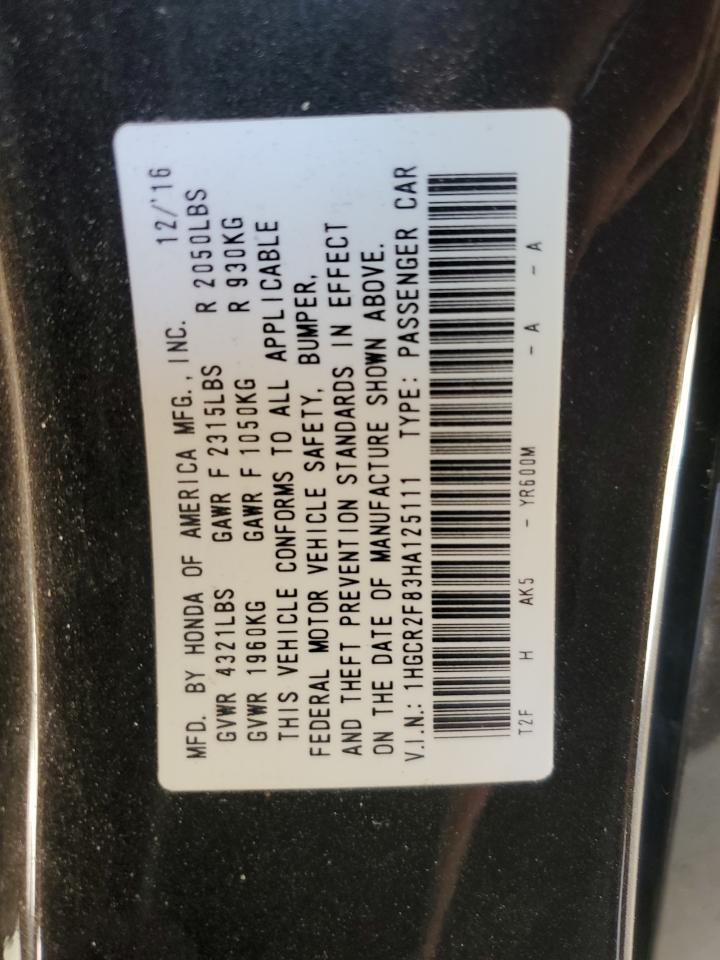 MFD. BY HONDA OF AMERICA MFG., INC. 12/'16
GVWR 4321LBS GAWR F 2315LBS R 2050LBS
GVWR 1960KG GAWR F 1050KG R 930KG
THIS VEHICLE CONFORMS TO ALL APPLICABLE
FEDERAL MOTOR VEHICLE SAFETY, BUMPER,
AND THEFT PREVENTION STANDARDS IN EFFECT
ON THE DATE OF MANUFACTURE SHOWN ABOVE.
V.I.N.: 1HGCR2F83HA125111 TYPE: PASSENGER CAR
T2F H AK5 - YR600M - A - A